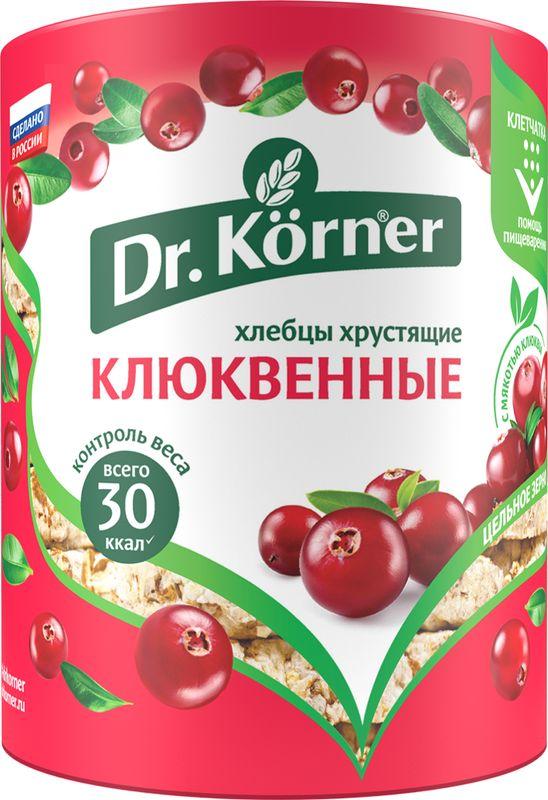 СДЕЛАНО
В РОССИИ
КЛЕТЧАТКА
ПОМОЩЬ
ПИЩЕВАРЕНИЮ
Dr. Körner®
хлебцы хрустящие
КЛЮКВЕННЫЕ
с мякотью клюквы
контроль веса
всего
30
ккал✓
ЦЕЛЬНОЕ ЗЕРНО